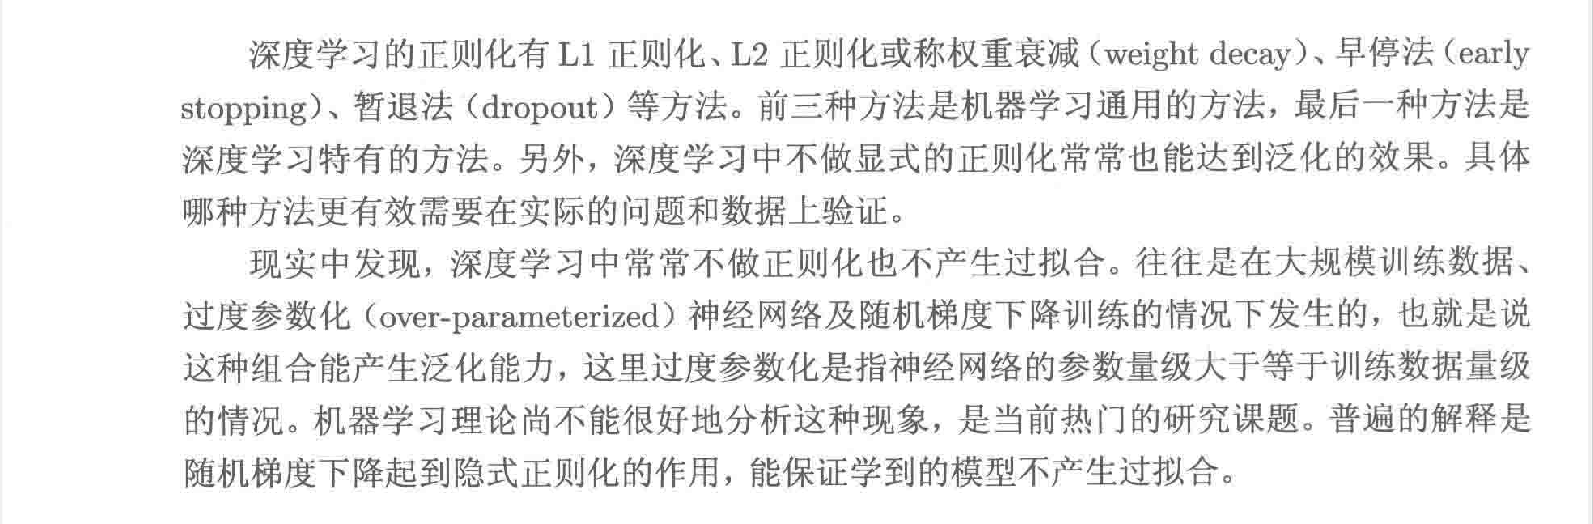 深度学习的正则化有 L1 正则化、L2 正则化或称权重衰减（weight decay）、早停法（early
stopping）、暂退法（dropout）等方法。前三种方法是机器学习通用的方法，最后一种方法是
深度学习特有的方法。另外，深度学习中不做显式的正则化常常也能达到泛化的效果。具体
哪种方法更有效需要在实际的问题和数据上验证。
现实中发现，深度学习中常常不做正则化也不产生过拟合。往往是在大规模训练数据、
过度参数化（over-parameterized）神经网络及随机梯度下降训练的情况下发生的，也就是说
这种组合能产生泛化能力，这里过度参数化是指神经网络的参数量级大于等于训练数据量级
的情况。机器学习理论尚不能很好地分析这种现象，是当前热门的研究课题。普遍的解释是
随机梯度下降起到隐式正则化的作用，能保证学到的模型不产生过拟合。